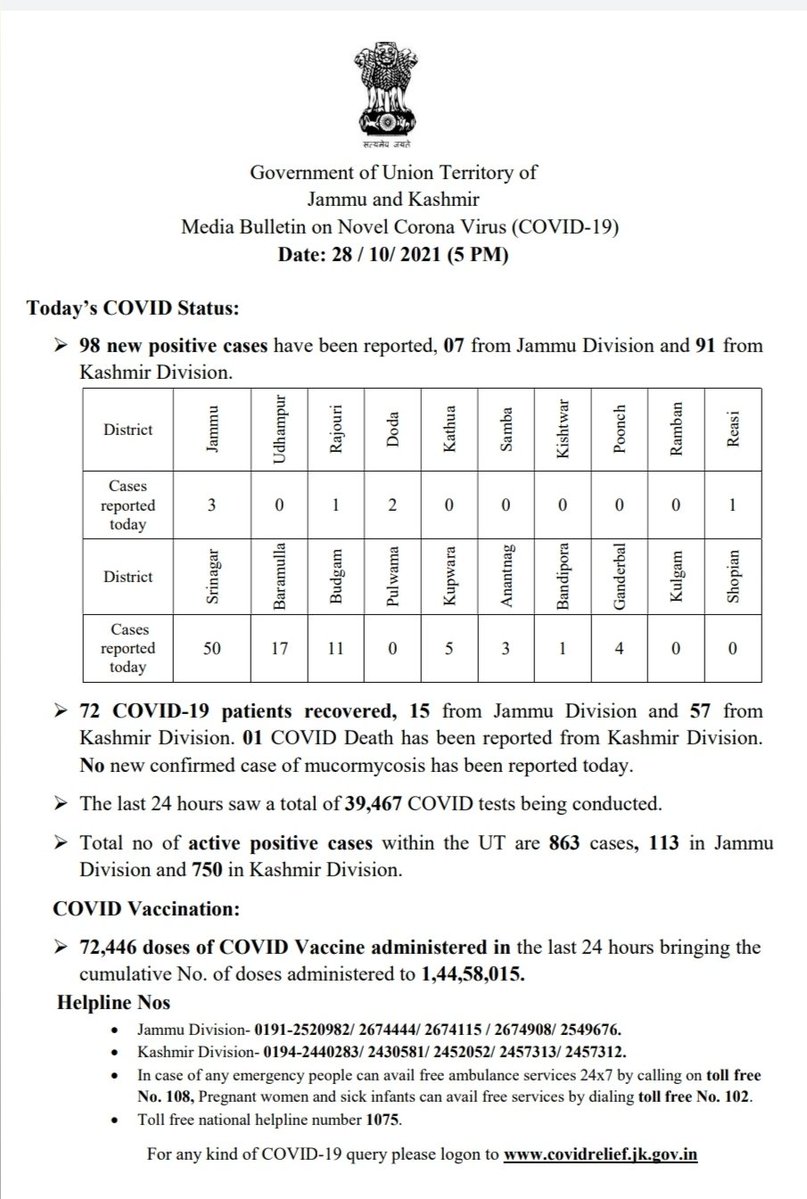 सत्यमेव जयते
Government of Union Territory of
Jammu and Kashmir
Media Bulletin on Novel Corona Virus (COVID-19)
Date: 28 / 10/ 2021 (5 PM)
Today’s COVID Status:
➢ 98 new positive cases have been reported, 07 from Jammu Division and 91 from
Kashmir Division.
District Jammu Udhampur Rajouri Doda Kathua Samba Kishtwar Poonch Ramban Reasi
Cases
reported
today 3 0 1 2 0 0 0 0 0 1
District Srinagar Baramulla Budgam Pulwama Kupwara Anantnag Bandipora Ganderbal Kulgam Shopian
Cases
reported
today 50 17 11 0 5 3 1 4 0 0
➢ 72 COVID-19 patients recovered, 15 from Jammu Division and 57 from
Kashmir Division. 01 COVID Death has been reported from Kashmir Division.
No new confirmed case of mucormycosis has been reported today.
➢ The last 24 hours saw a total of 39,467 COVID tests being conducted.
➢ Total no of active positive cases within the UT are 863 cases, 113 in Jammu
Division and 750 in Kashmir Division.
COVID Vaccination:
➢ 72,446 doses of COVID Vaccine administered in the last 24 hours bringing the
cumulative No. of doses administered to 1,44,58,015.
Helpline Nos
• Jammu Division- 0191-2520982/ 2674444/ 2674115 / 2674908/ 2549676.
• Kashmir Division- 0194-2440283/ 2430581/ 2452052/ 2457313/ 2457312.
• In case of any emergency people can avail free ambulance services 24x7 by calling on toll free
No. 108, Pregnant women and sick infants can avail free services by dialing toll free No. 102.
• Toll free national helpline number 1075.
For any kind of COVID-19 query please logon to www.covidrelief.jk.gov.in